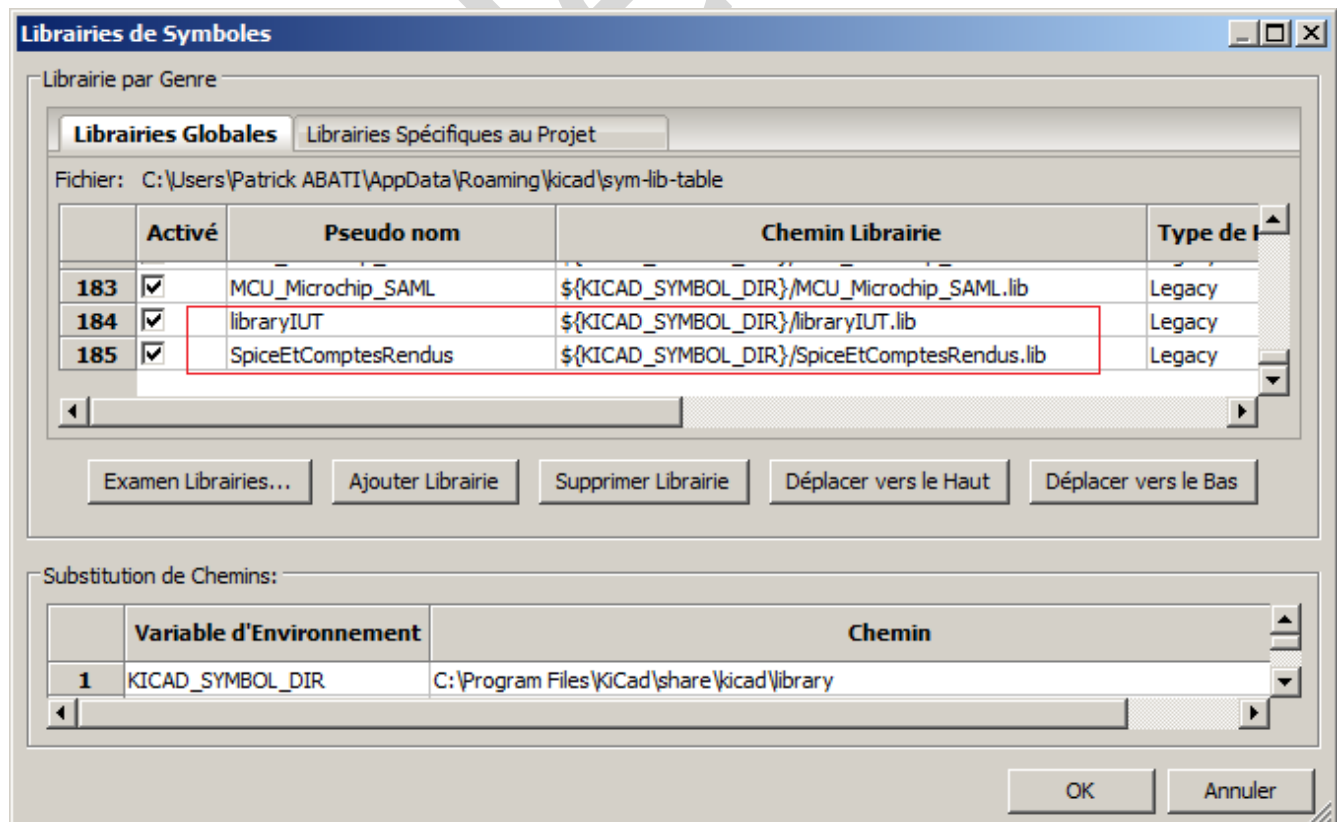 Librairies de Symboles
Librairie par Genre
Librairies Globales Librairies Spécifiques au Projet
Fichier: C:\Users\Patrick ABATI\AppData\Roaming\kicad\sym-lib-table
Activé Pseudo nom Chemin Librairie Type de
183 MCU_Microchip_SAML ${KICAD_SYMBOL_DIR}/MCU_Microchip_SAML.lib Legacy
184 libraryIUT ${KICAD_SYMBOL_DIR}/libraryIUT.lib Legacy
185 SpiceEtComptesRendus ${KICAD_SYMBOL_DIR}/SpiceEtComptesRendus.lib Legacy
Examen Librairies... Ajouter Librairie Supprimer Librairie Déplacer vers le Haut Déplacer vers le Bas
Substitution de Chemins:
Variable d'Environnement Chemin
1 KICAD_SYMBOL_DIR C:\Program Files\KiCad\share\kicad\library
OK Annuler